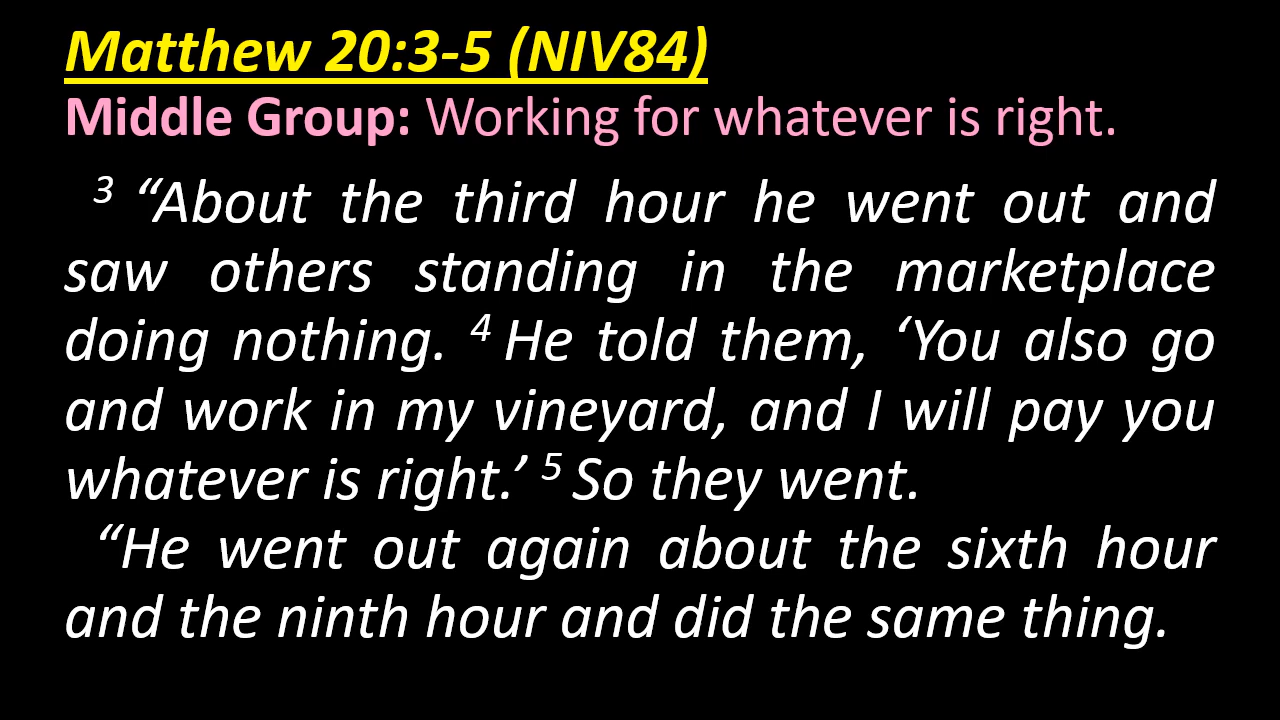 Matthew 20:3-5 (NIV84)
Middle Group: Working for whatever is right.
3 “About the third hour he went out and
saw others standing in the marketplace
doing nothing. 4 He told them, ‘You also go
and work in my vineyard, and I will pay you
whatever is right.’ 5 So they went.
“He went out again about the sixth hour
and the ninth hour and did the same thing.